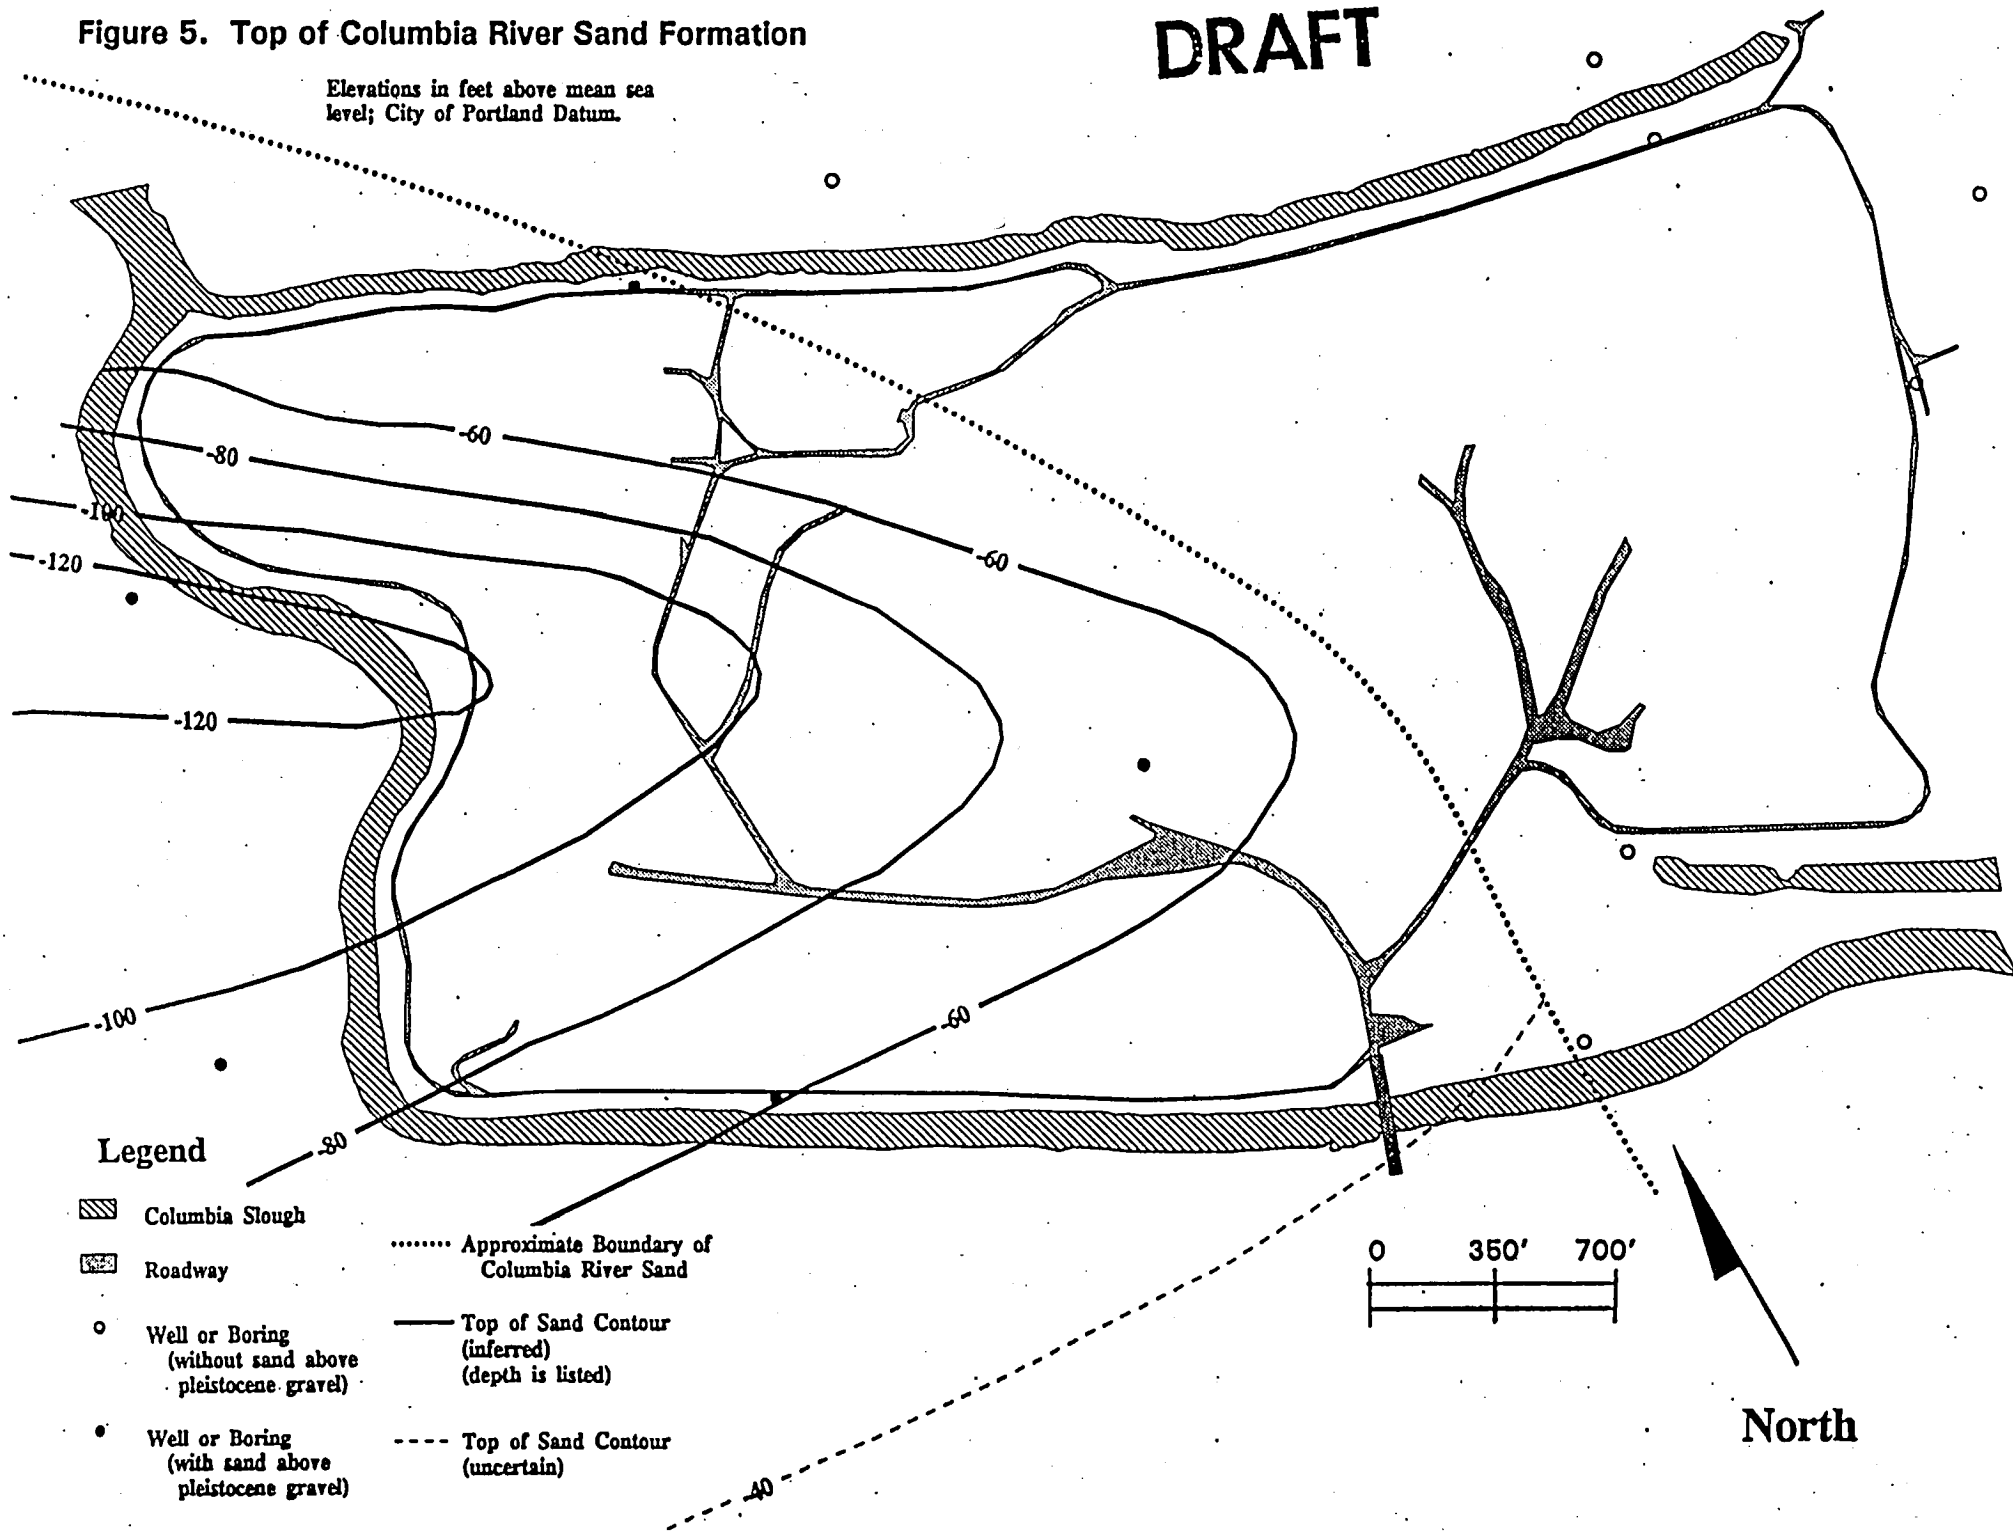 Figure 5. Top of Columbia River Sand Formation
DRAFT
Elevations in feet above mean sea
level; City of Portland Datum.
-60
-80
-100
-120
-60
-120
-100
-60
-80
-40
Legend
Columbia Slough
Roadway
Well or Boring
(without sand above
pleistocene gravel)
Well or Boring
(with sand above
pleistocene gravel)
Approximate Boundary of
Columbia River Sand
Top of Sand Contour
(inferred)
(depth is listed)
Top of Sand Contour
(uncertain)
0 350' 700'
North